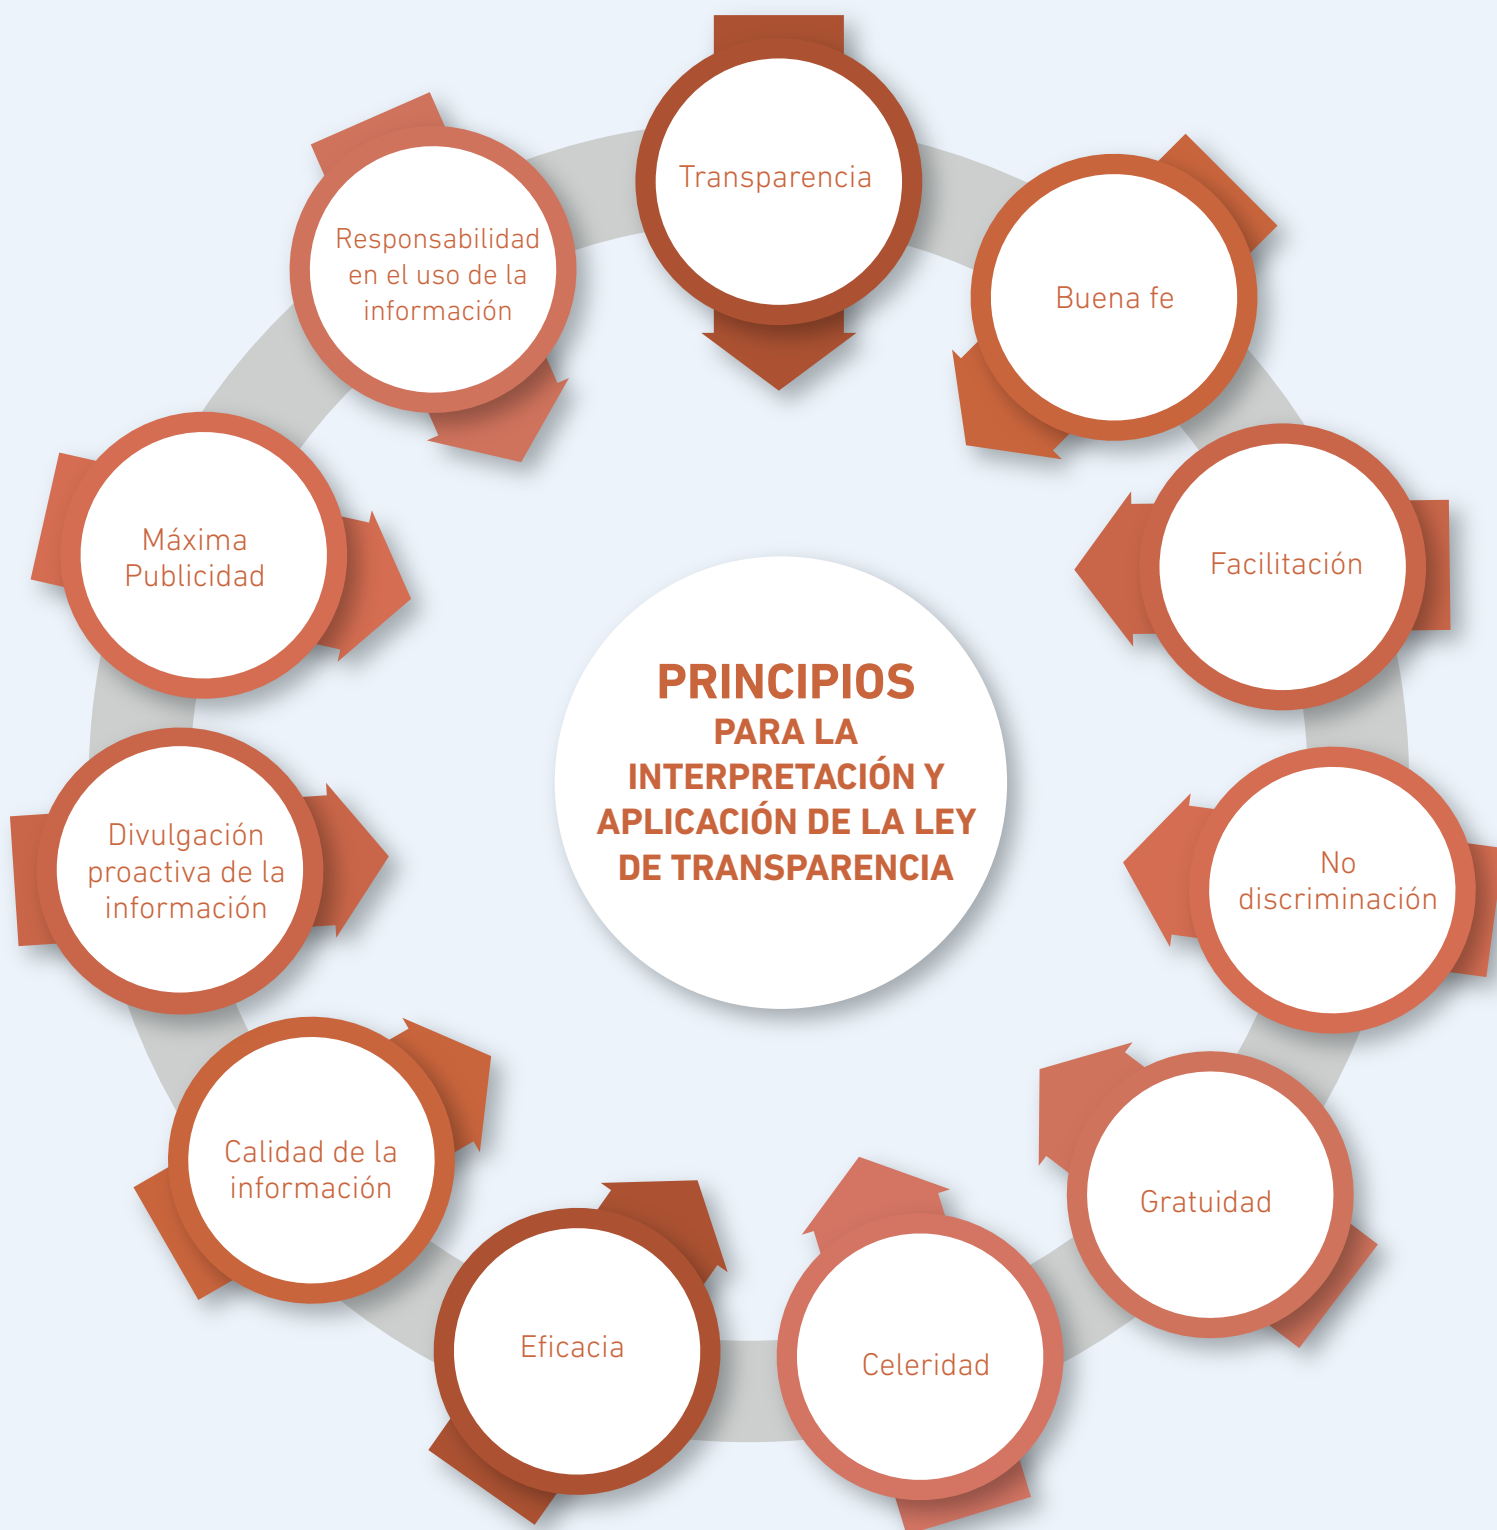 Transparencia
Buena fe
Facilitación
No
discriminación
Gratuidad
Celeridad
Eficacia
Calidad de la
información
Divulgación
proactiva de la
información
Máxima
Publicidad
Responsabilidad
en el uso de la
información
PRINCIPIOS
PARA LA
INTERPRETACIÓN Y
APLICACIÓN DE LA LEY
DE TRANSPARENCIA